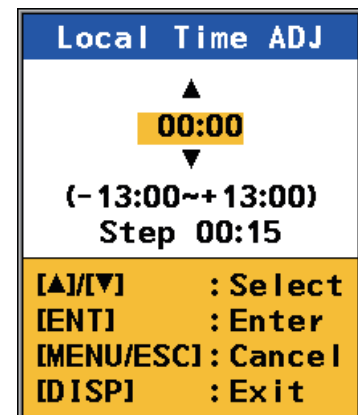 Local Time ADJ
▲
00:00
▼
(-13:00~+13:00)
Step 00:15
[▲]/[▼] :Select
[ENT] :Enter
[MENU/ESC]:Cancel
[DISP] :Exit